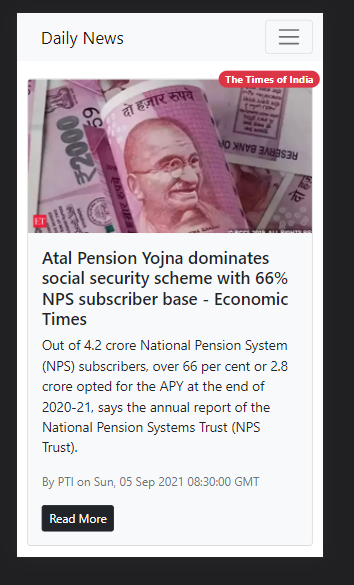 Daily News
The Times of India
दो हज़ार रुपये
₹2000
RESERVE BANK OF
ET
Atal Pension Yojna dominates
social security scheme with 66%
NPS subscriber base - Economic
Times
Out of 4.2 crore National Pension System
(NPS) subscribers, over 66 per cent or 2.8
crore opted for the APY at the end of
2020-21, says the annual report of the
National Pension Systems Trust (NPS
Trust).
By PTI on Sun, 05 Sep 2021 08:30:00 GMT
Read More